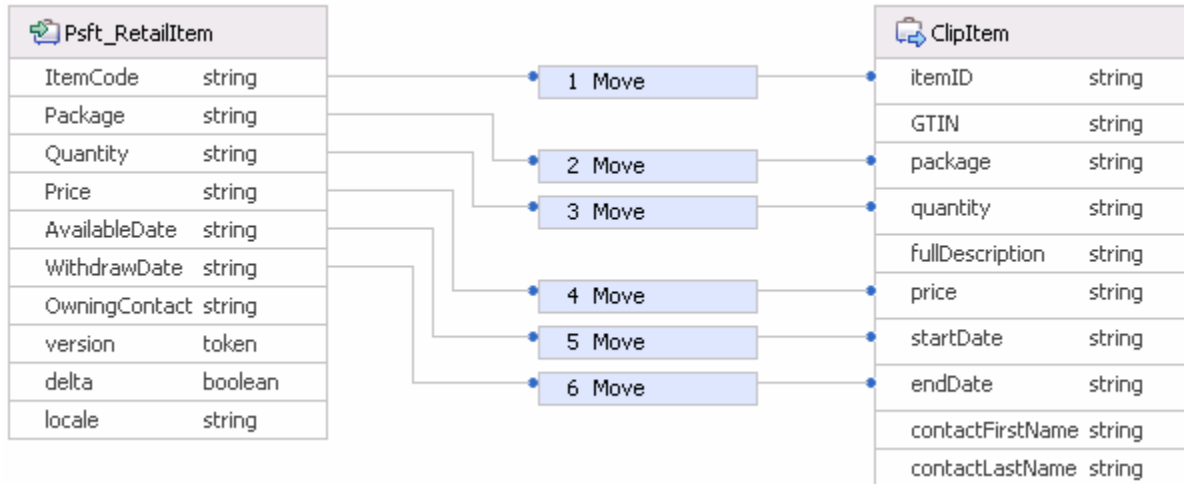 Psft_RetailItem
ItemCode string
Package string
Quantity string
Price string
AvailableDate string
WithdrawDate string
OwningContact string
version token
delta boolean
locale string
1 Move
2 Move
3 Move
4 Move
5 Move
6 Move
ClipItem
itemID string
GTIN string
package string
quantity string
fullDescription string
price string
startDate string
endDate string
contactFirstName string
contactLastName string